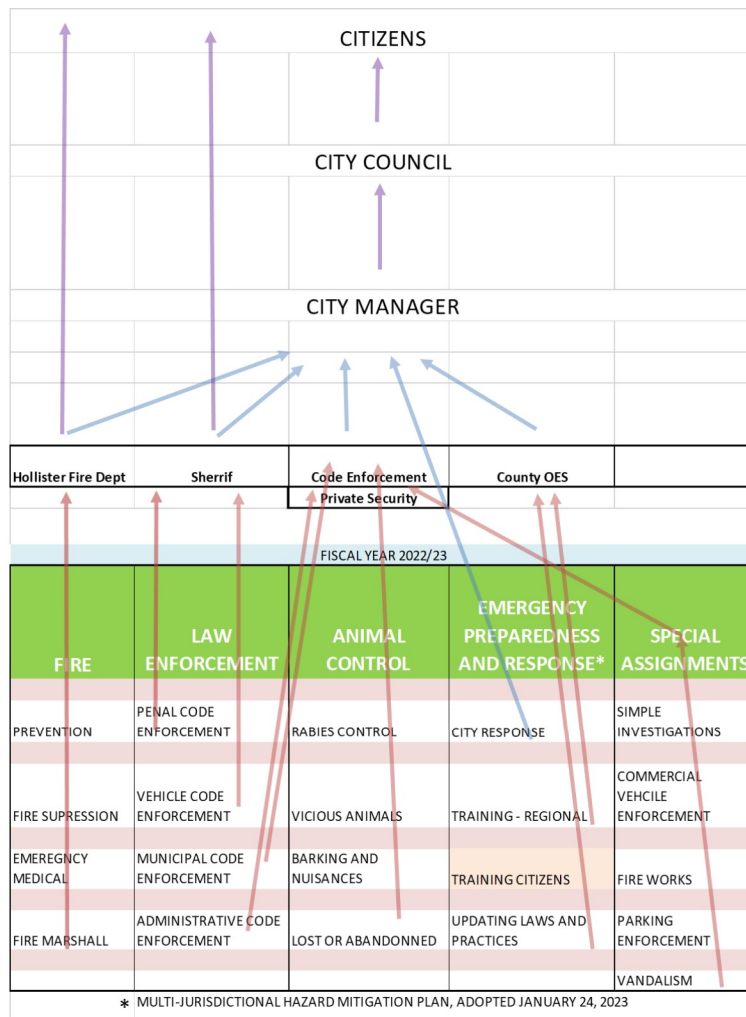 CITIZENS
CITY COUNCIL
CITY MANAGER
Hollister Fire Dept
Sherrif
Code Enforcement
County OES
Private Security
FISCAL YEAR 2022/23
FIRE
LAW
ENFORCEMENT
ANIMAL
CONTROL
EMERGENCY
PREPAREDNESS
AND RESPONSE*
SPECIAL
ASSIGNMENTS
PREVENTION
PENAL CODE
ENFORCEMENT
RABIES CONTROL
CITY RESPONSE
SIMPLE
INVESTIGATIONS
FIRE SUPRESSION
VEHICLE CODE
ENFORCEMENT
VICIOUS ANIMALS
TRAINING - REGIONAL
COMMERCIAL
VEHCILE
ENFORCEMENT
EMEREGNCY
MEDICAL
MUNICIPAL CODE
ENFORCEMENT
BARKING AND
NUISANCES
TRAINING CITIZENS
FIRE WORKS
FIRE MARSHALL
ADMINISTRATIVE CODE
ENFORCEMENT
LOST OR ABANDONNED
UPDATING LAWS AND
PRACTICES
PARKING
ENFORCEMENT
VANDALISM
* MULTI-JURISDICTIONAL HAZARD MITIGATION PLAN, ADOPTED JANUARY 24, 2023